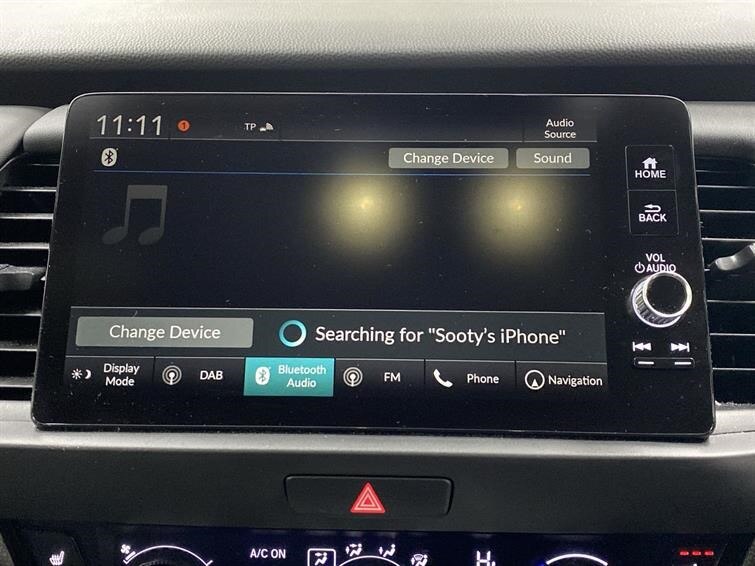 11:11
1
TP
Audio
Source
Change Device
Sound
HOME
BACK
VOL
AUDIO
Change Device
Searching for "Sooty's iPhone"
Display
Mode
DAB
Bluetooth
Audio
FM
Phone
Navigation
A/C ON